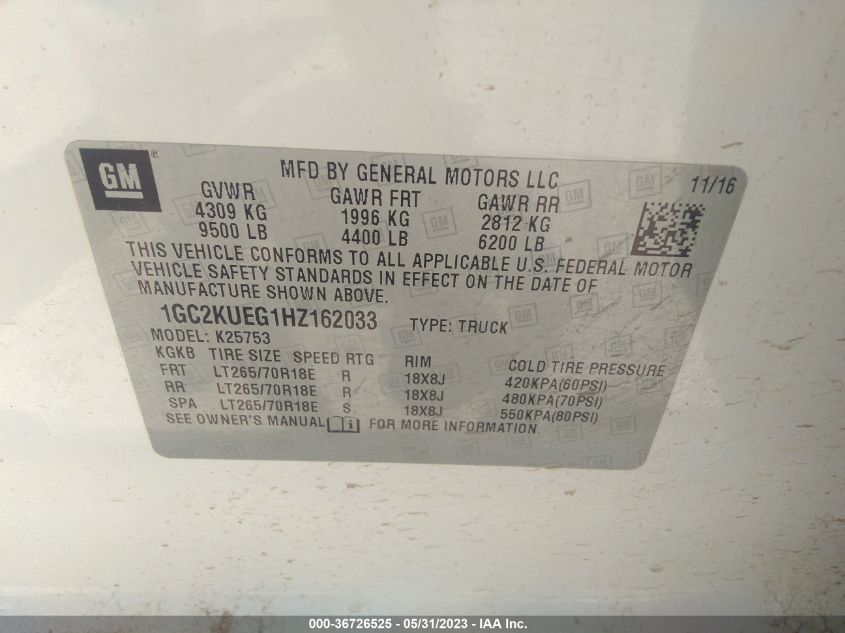 GM ®
MFD BY GENERAL MOTORS LLC 11/16
GVWR GAWR FRT GAWR RR
4309 KG 1996 KG 2812 KG
9500 LB 4400 LB 6200 LB
THIS VEHICLE CONFORMS TO ALL APPLICABLE U.S. FEDERAL MOTOR
VEHICLE SAFETY STANDARDS IN EFFECT ON THE DATE OF
MANUFACTURE SHOWN ABOVE.
1GC2KUEG1HZ162033 TYPE: TRUCK
MODEL: K25753
KGKB TIRE SIZE SPEED RTG RIM COLD TIRE PRESSURE
FRT LT265/70R18E R 18X8J 420KPA(60PSI)
RR LT265/70R18E R 18X8J 480KPA(70PSI)
SPA LT265/70R18E S 18X8J 550KPA(80PSI)
SEE OWNER'S MANUAL i FOR MORE INFORMATION.
000-36726525 - 05/31/2023 - IAA Inc.